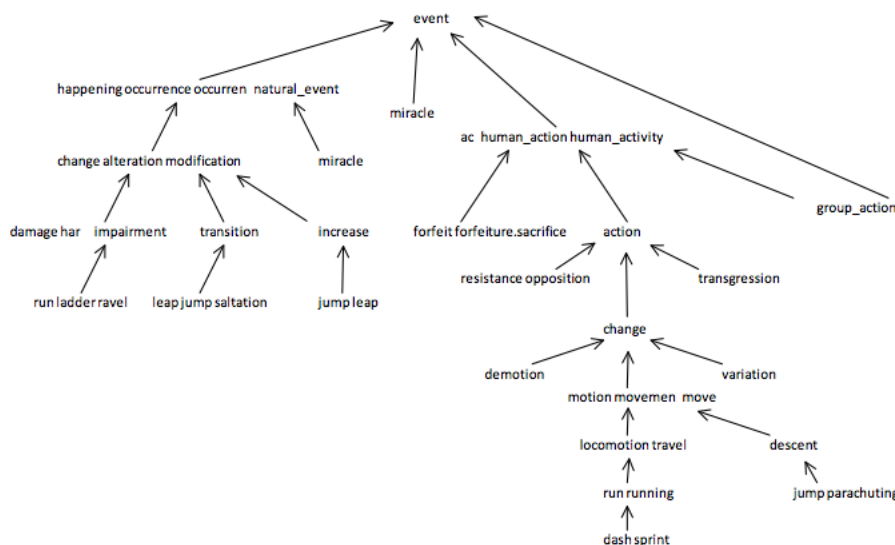 event
happening occurrence occurren natural_event
miracle
ac human_action human_activity
change alteration modification
miracle
group_action
damage har impairment
transition
increase
forfeit forfeiture.sacrifice
action
run ladder ravel
leap jump saltation
jump leap
resistance opposition
transgression
change
demotion
variation
motion movemen move
locomotion travel
descent
run running
jump parachuting
dash sprint